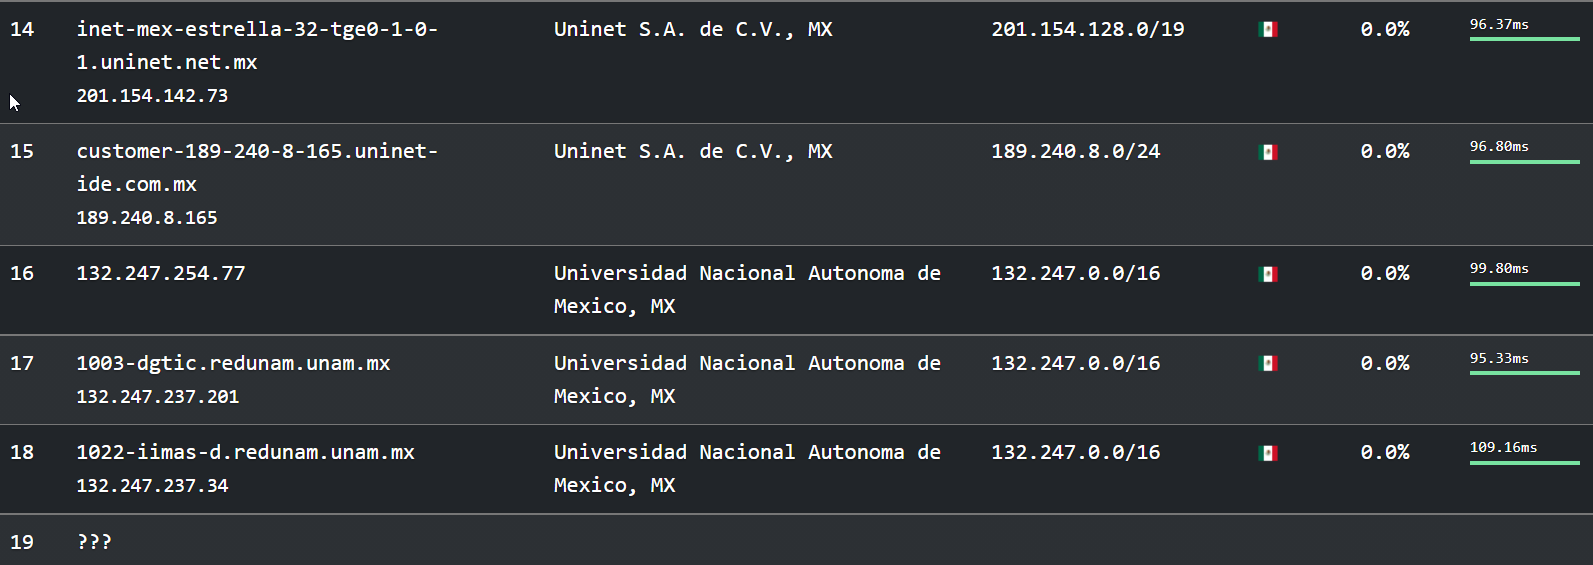 14 inet-mex-estrella-32-tge0-1-0- Uninet S.A. de C.V., MX 201.154.128.0/19 0.0% 96.37ms
1.uninet.net.mx
201.154.142.73
15 customer-189-240-8-165.uninet- Uninet S.A. de C.V., MX 189.240.8.0/24 0.0% 96.80ms
ide.com.mx
189.240.8.165
16 132.247.254.77 Universidad Nacional Autonoma de 132.247.0.0/16 0.0% 99.80ms
Mexico, MX
17 1003-dgtic.redunam.unam.mx Universidad Nacional Autonoma de 132.247.0.0/16 0.0% 95.33ms
132.247.237.201 Mexico, MX
18 1022-iimas-d.redunam.unam.mx Universidad Nacional Autonoma de 132.247.0.0/16 0.0% 109.16ms
132.247.237.34 Mexico, MX
19 ???